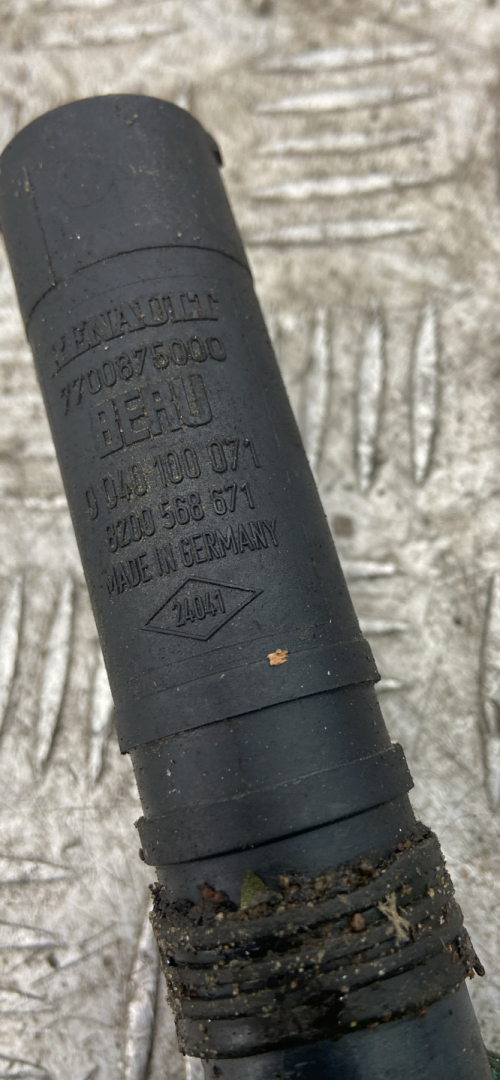 RENAULT
7700875000
BERU
0 040 100 071
8200 568 671
MADE IN GERMANY
24041